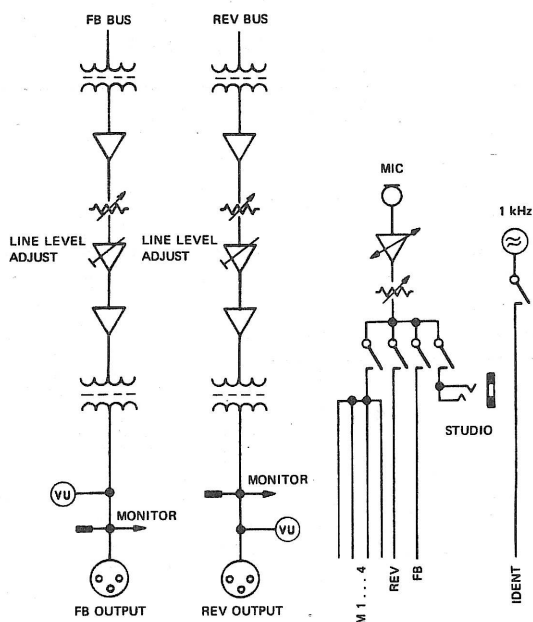 FB BUS
REV BUS
MIC
1 kHz
LINE LEVEL
ADJUST
LINE LEVEL
ADJUST
STUDIO
VU
MONITOR
MONITOR
VU
M 1 . . . 4
REV
FB
IDENT
FB OUTPUT
REV OUTPUT